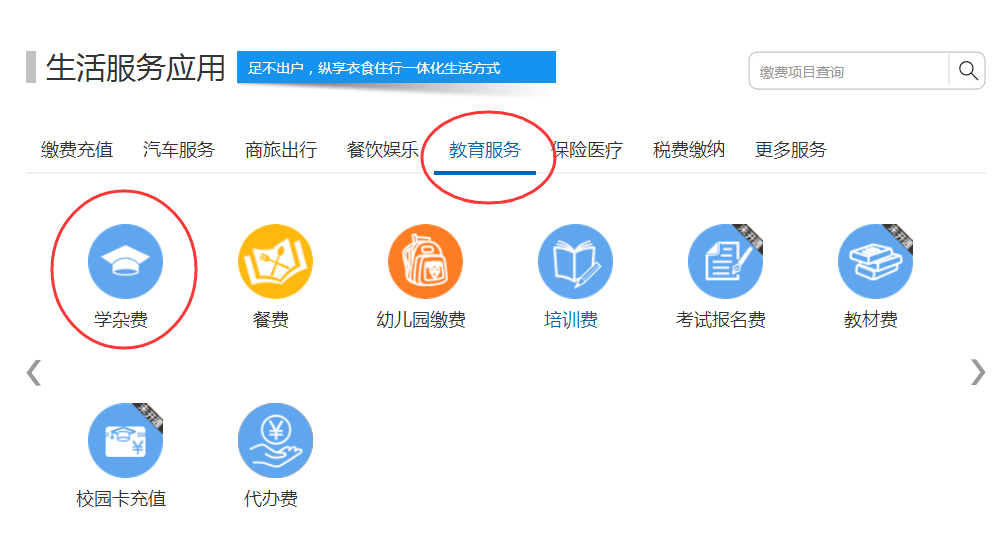 生活服务应用
足不出户，纵享衣食住行一体化生活方式
缴费项目查询
缴费充值 汽车服务 商旅出行 餐饮娱乐 教育服务 保险医疗 税费缴纳 更多服务
学杂费 餐费 幼儿园缴费 培训费 考试报名费 教材费
校园卡充值 代办费